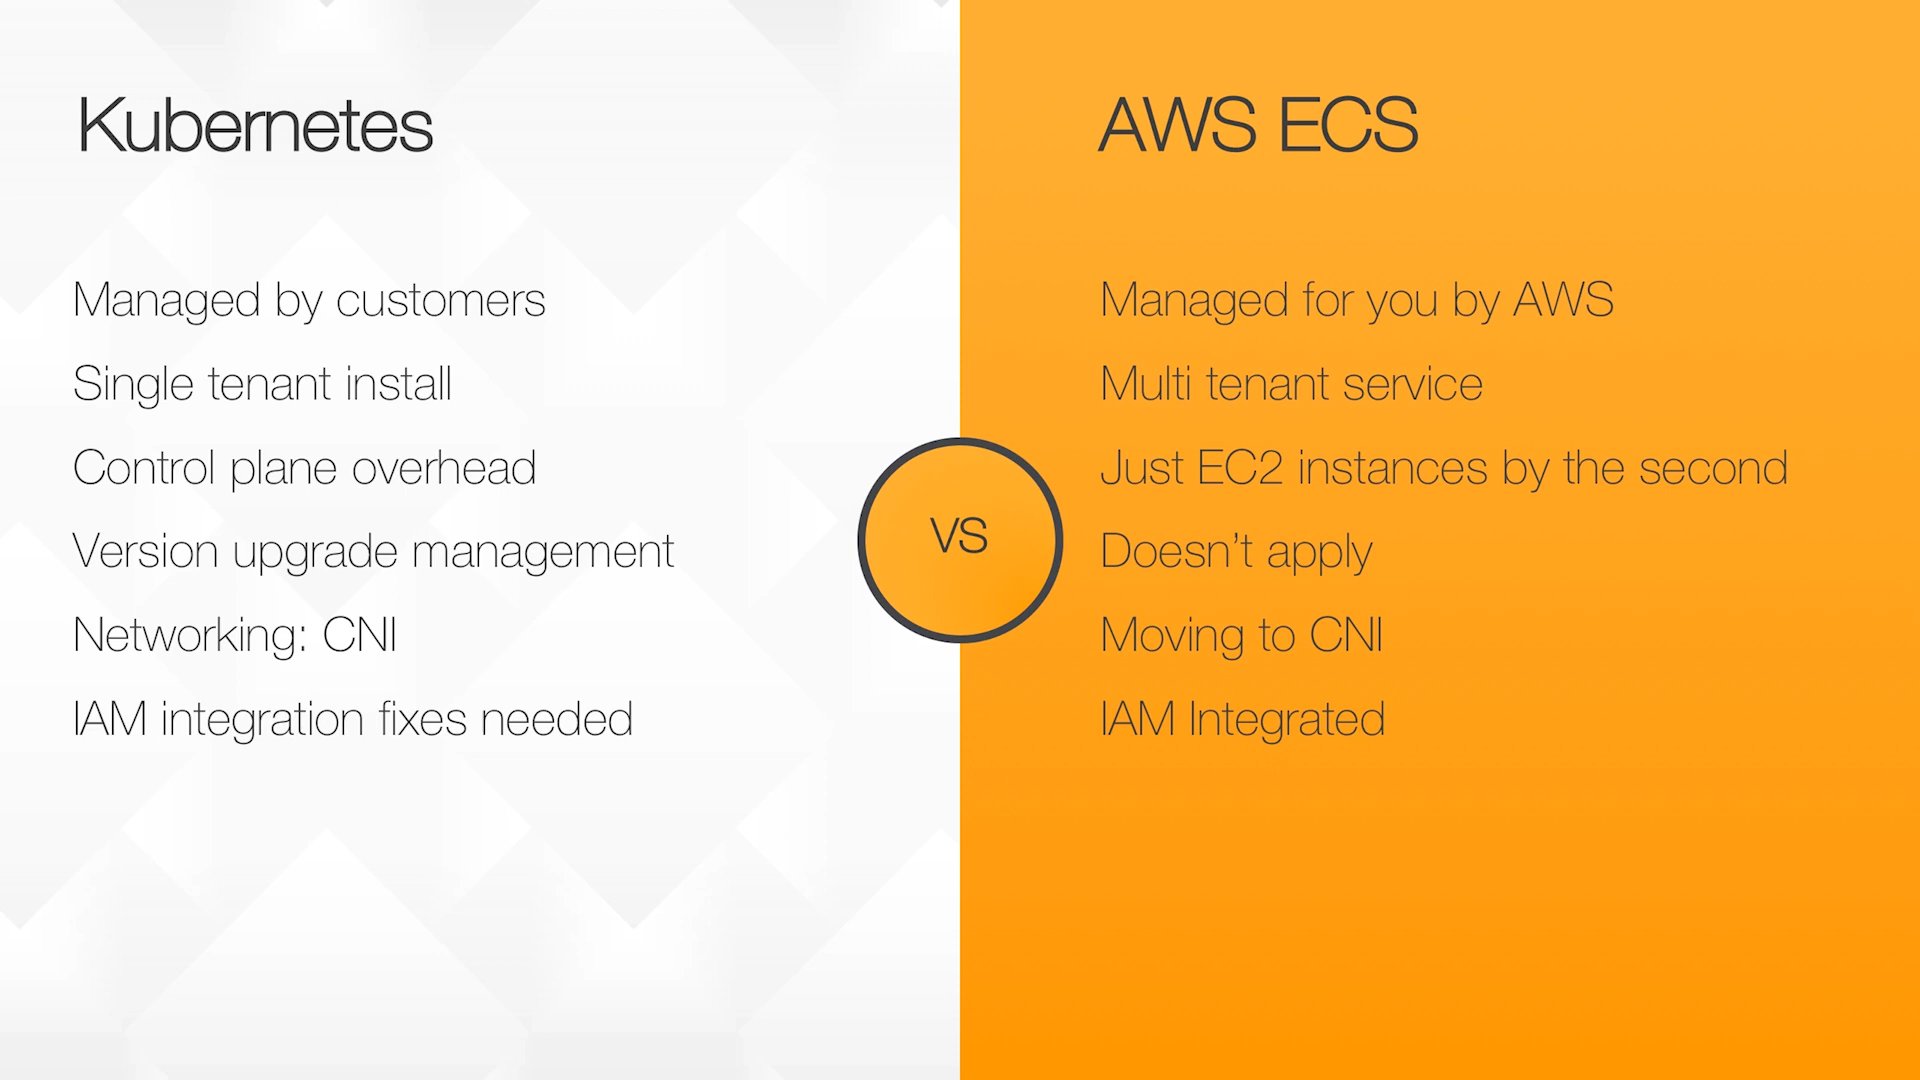 Kubernetes
Managed by customers
Single tenant install
Control plane overhead
Version upgrade management
Networking: CNI
IAM integration fixes needed
VS
AWS ECS
Managed for you by AWS
Multi tenant service
Just EC2 instances by the second
Doesn’t apply
Moving to CNI
IAM Integrated